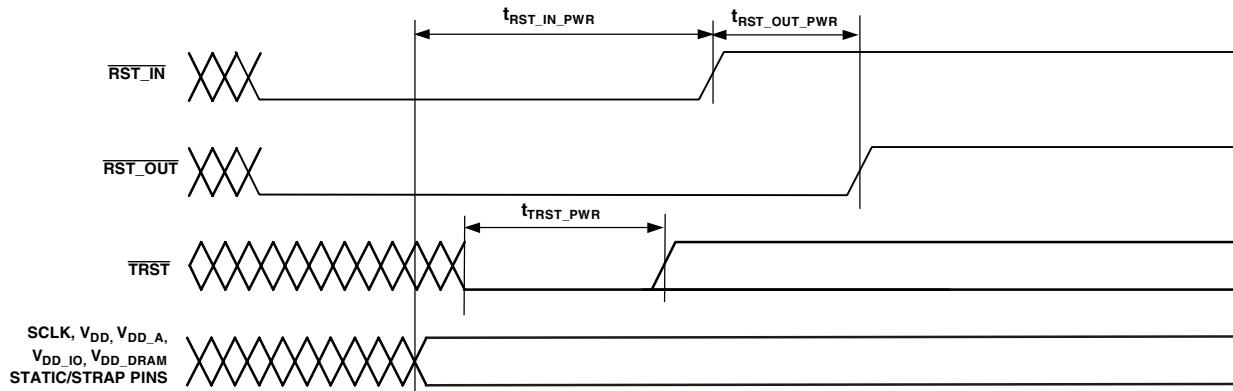 tRST_IN_PWR
tRST_OUT_PWR
RST_IN
RST_OUT
tTRST_PWR
TRST
SCLK, VDD, VDD_A,
VDD_IO, VDD_DRAM
STATIC/STRAP PINS